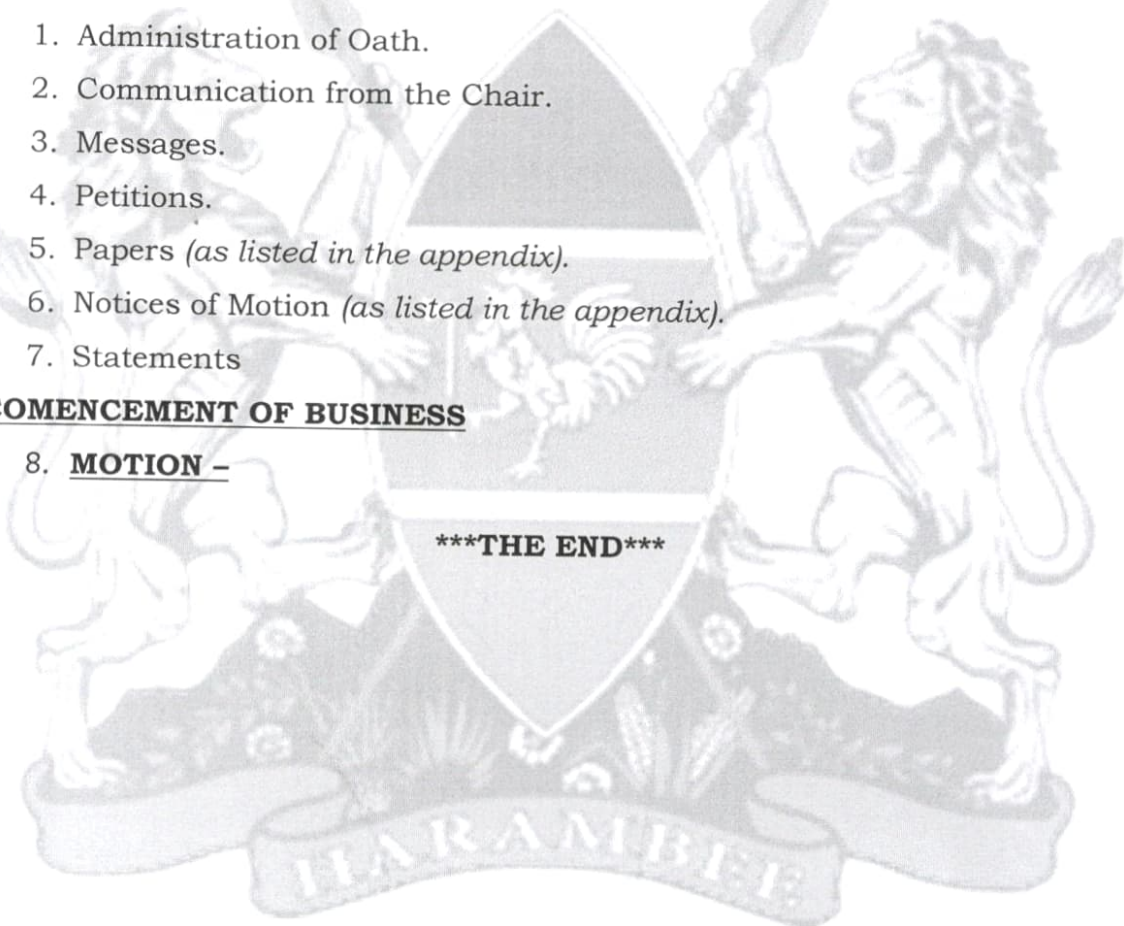 1. Administration of Oath.
2. Communication from the Chair.
3. Messages.
4. Petitions.
5. Papers (as listed in the appendix).
6. Notices of Motion (as listed in the appendix).
7. Statements
COMENCEMENT OF BUSINESS
8. MOTION –
***THE END***
HARAMBEE